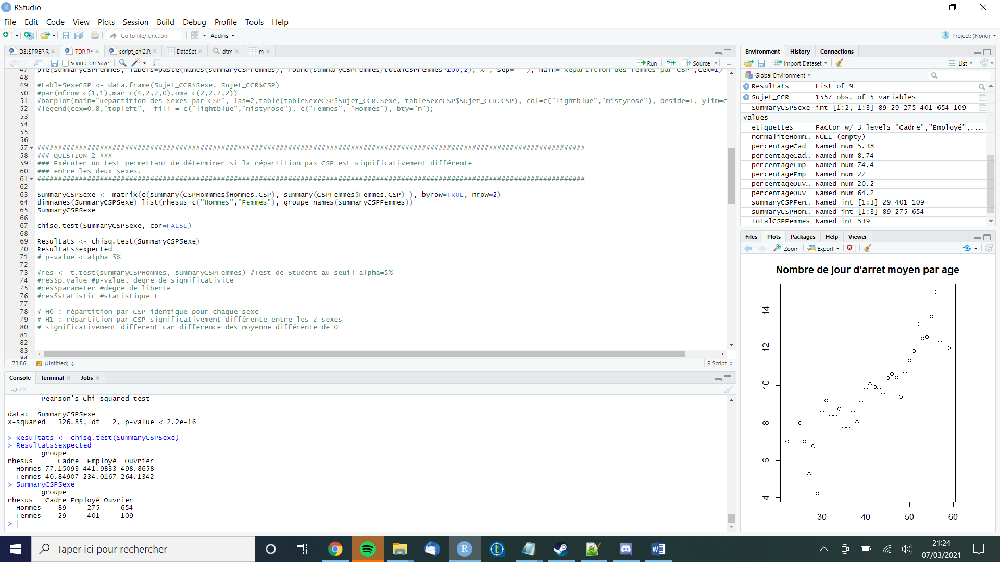 RStudio
File Edit Code View Plots Session Build Debug Profile Tools Help
Go to file/function Addins Project: (None)
D3JSPREP.R TDR.R* script_chi2.R DataSet dtm m
Source on Save Run Source
47 pie(summaryCSPFemmes, labels=paste(names(summaryCSPFemmes), round(summaryCSPFemmes/totalCSPFemmes*100,2),"%", sep=" "), main="Repartition des femmes par CSP",cex=1)
48
49 #tableSexeCSP <- data.frame(Sujet_CCR$Sexe, Sujet_CCR$CSP)
50 #par(mfrow=c(1,1),mar=c(4,2,2,0),oma=c(2,2,2,2))
51 #barplot(main="Repartition des Sexes par CSP", las=2,table(tableSexeCSP$Sujet_CCR.Sexe, tableSexeCSP$Sujet_CCR.CSP), col=c("lightblue","mistyrose"), beside=T, ylim=c
52 #legend(cex=0.8,"topleft",  fill = c("lightblue","mistyrose"), c("Femmes", "Hommes"), bty="n");
53
54
55
56
57 ###################################################################################################################################
58 ### QUESTION 2 ###
59 ### Exécuter un test permettant de déterminer si la répartition pas CSP est significativement différente
60 ### entre les deux sexes.
61 ###################################################################################################################################
62
63 SummaryCSPSexe <- matrix(c(summary(CSPHommmes$Hommes.CSP), summary(CSPFemmes$Femmes.CSP) ), byrow=TRUE, nrow=2)
64 dimnames(SummaryCSPSexe)=list(rhesus=c("Hommes","Femmes"), groupe=names(summaryCSPFemmes))
65 SummaryCSPSexe
66
67 chisq.test(SummaryCSPSexe, cor=FALSE)
68
69 Resultats <- chisq.test(SummaryCSPSexe)
70 Resultats$expected
71 # p-value < alpha 5%
72
73 #res <- t.test(summaryCSPHommes, summaryCSPFemmes) #Test de Student au seuil alpha=5%
74 #res$p.value #p-value, degre de significativite
75 #res$parameter #degre de liberte
76 #res$statistic #statistique t
77
78 # H0 : répartition par CSP identique pour chaque sexe
79 # H1 : répartition par CSP significativement différente entre les 2 sexes
80 # significativement different car difference des moyenne différente de 0
81
82
83
84
73:86 (Untitled) R Script
Console Terminal Jobs
~/
Pearson's Chi-squared test
data:  SummaryCSPSexe
X-squared = 326.85, df = 2, p-value < 2.2e-16
> Resultats <- chisq.test(SummaryCSPSexe)
> Resultats$expected
groupe
rhesus Cadre Employé Ouvrier
Hommes 77.15093 441.9833 498.8658
Femmes 40.84907 234.0167 264.1342
> SummaryCSPSexe
groupe
rhesus Cadre Employé Ouvrier
Hommes 89 275 654
Femmes 29 401 109
>
Environment History Connections
Import Dataset List
Global Environment
Resultats List of 9
Sujet_CCR 1557 obs. of 5 variables
SummaryCSPSexe int [1:2, 1:3] 89 29 275 401 654 109
Values
etiquettes Factor w/ 3 levels "Cadre","Employé",..…
normaliteHomm… NULL (empty)
percentageCad… Named num 5.38
percentageCad… Named num 8.74
percentageEmp… Named num 74.4
percentageEmp… Named num 27
percentageOuv… Named num 20.2
percentageOuv… Named num 64.2
summaryCSPFem… Named int [1:3] 29 401 109
summaryCSPHom… Named int [1:3] 89 275 654
totalCSPFemmes Named int 539
Files Plots Packages Help Viewer
Zoom Export
Nombre de jour d'arret moyen par age
14
12
10
8
6
4
30 40 50 60
Taper ici pour rechercher
21:24
07/03/2021